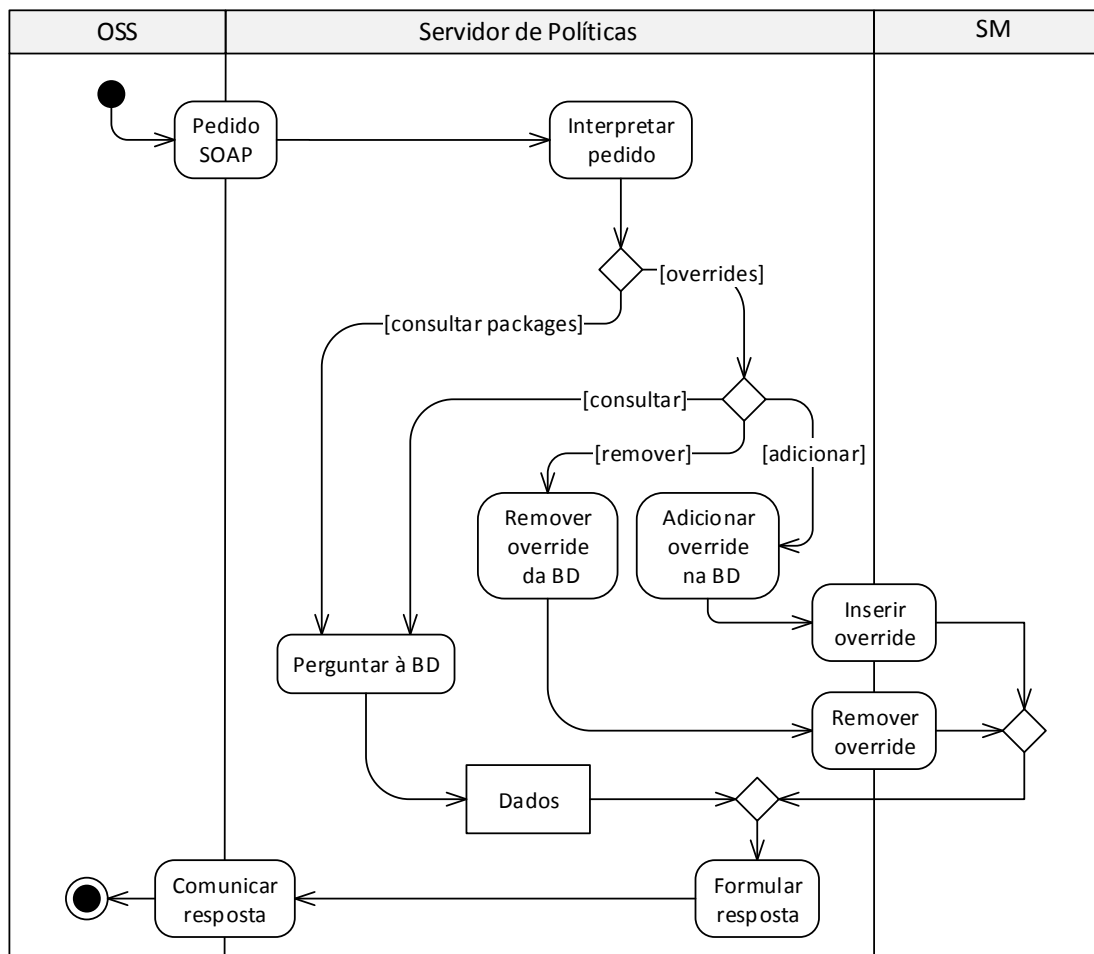 OSS
Servidor de Políticas
SM
Pedido
SOAP
Interpretar
pedido
[overrides]
[consultar packages]
[consultar]
[remover]
[adicionar]
Remover
override
da BD
Adicionar
override
na BD
Inserir
override
Perguntar à BD
Remover
override
Dados
Comunicar
resposta
Formular
resposta